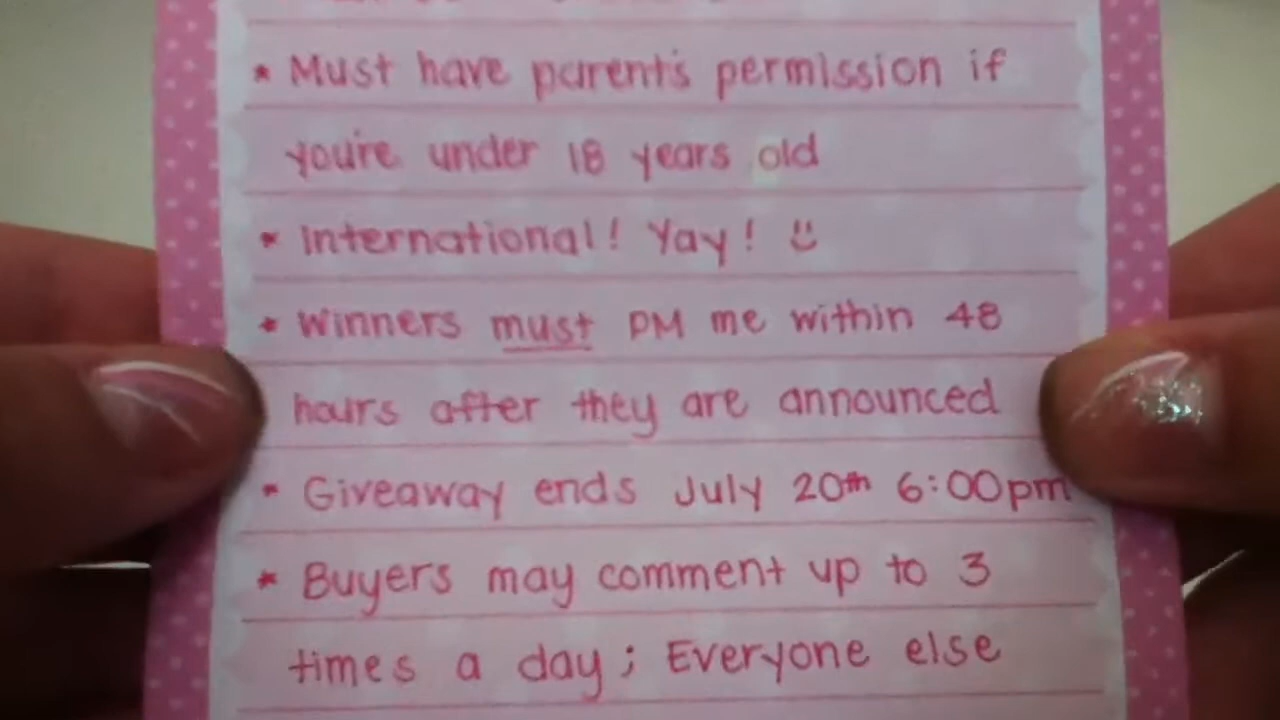 * Must have parent's permission if
you're under 18 years old
* International! Yay! :)
* Winners must PM me within 48
hours after they are announced
* Giveaway ends July 20th 6:00pm
* Buyers may comment up to 3
times a day; Everyone else